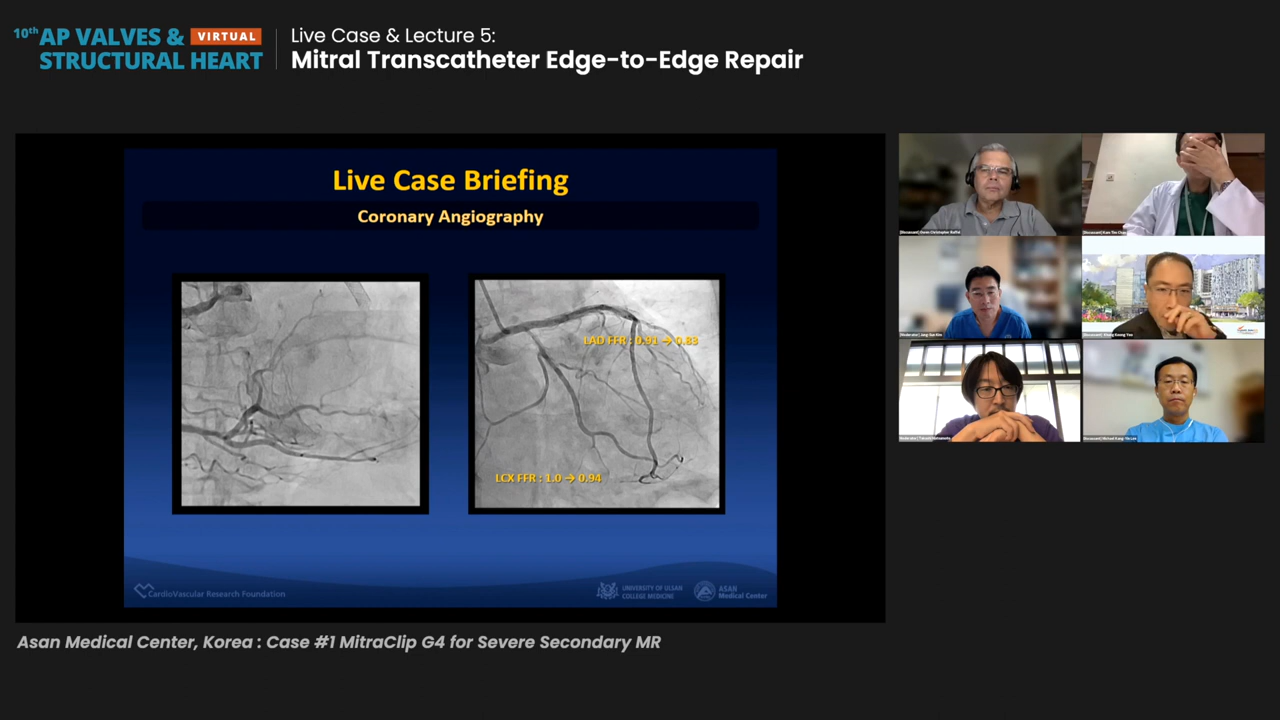 10th AP VALVES & VIRTUAL
STRUCTURAL HEART
Live Case & Lecture 5:
Mitral Transcatheter Edge-to-Edge Repair
Live Case Briefing
Coronary Angiography
LAD FFR : 0.91 → 0.88
LCX FFR : 1.0 → 0.94
CardioVascular Research Foundation
UNIVERSITY OF ULSAN
COLLEGE MEDICINE
ASAN
Medical Center
Asan Medical Center, Korea : Case #1 MitraClip G4 for Severe Secondary MR